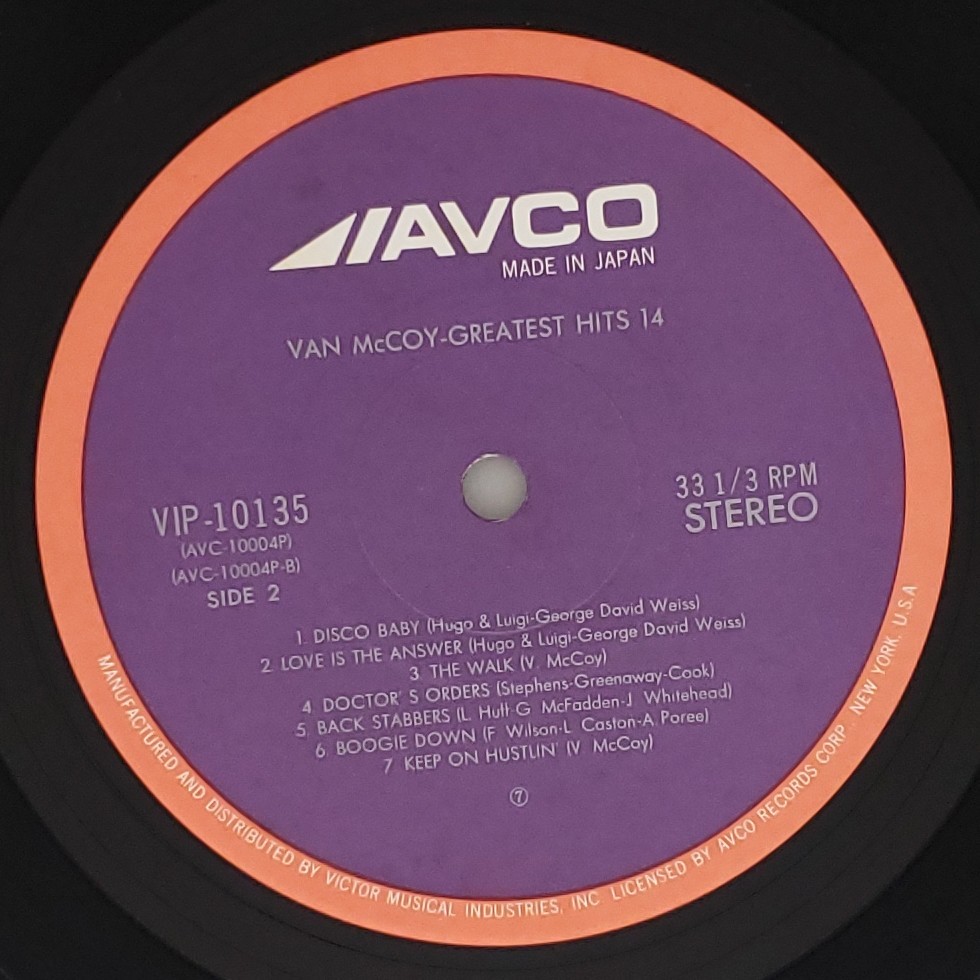 AVCO
MADE IN JAPAN
VAN McCOY-GREATEST HITS 14
33 1/3 RPM
STEREO
VIP-10135
(AVC-10004P)
(AVC-10004P-B)
SIDE 2
1. DISCO BABY (Hugo & Luigi-George David Weiss)
2. LOVE IS THE ANSWER (Hugo & Luigi-George David Weiss)
3. THE WALK (V. McCoy)
4 DOCTOR'S ORDERS (Stephens-Greenaway-Cook)
5 BACK STABBERS (L. Huff-G McFadden-J Whitehead)
6 BOOGIE DOWN (F Wilson-L Caston-A Poree)
7 KEEP ON HUSTLIN' (V McCoy)
⑦
MANUFACTURED AND DISTRIBUTED BY VICTOR MUSICAL INDUSTRIES, INC LICENSED BY AVCO RECORDS CORP. NEW YORK, U.S.A